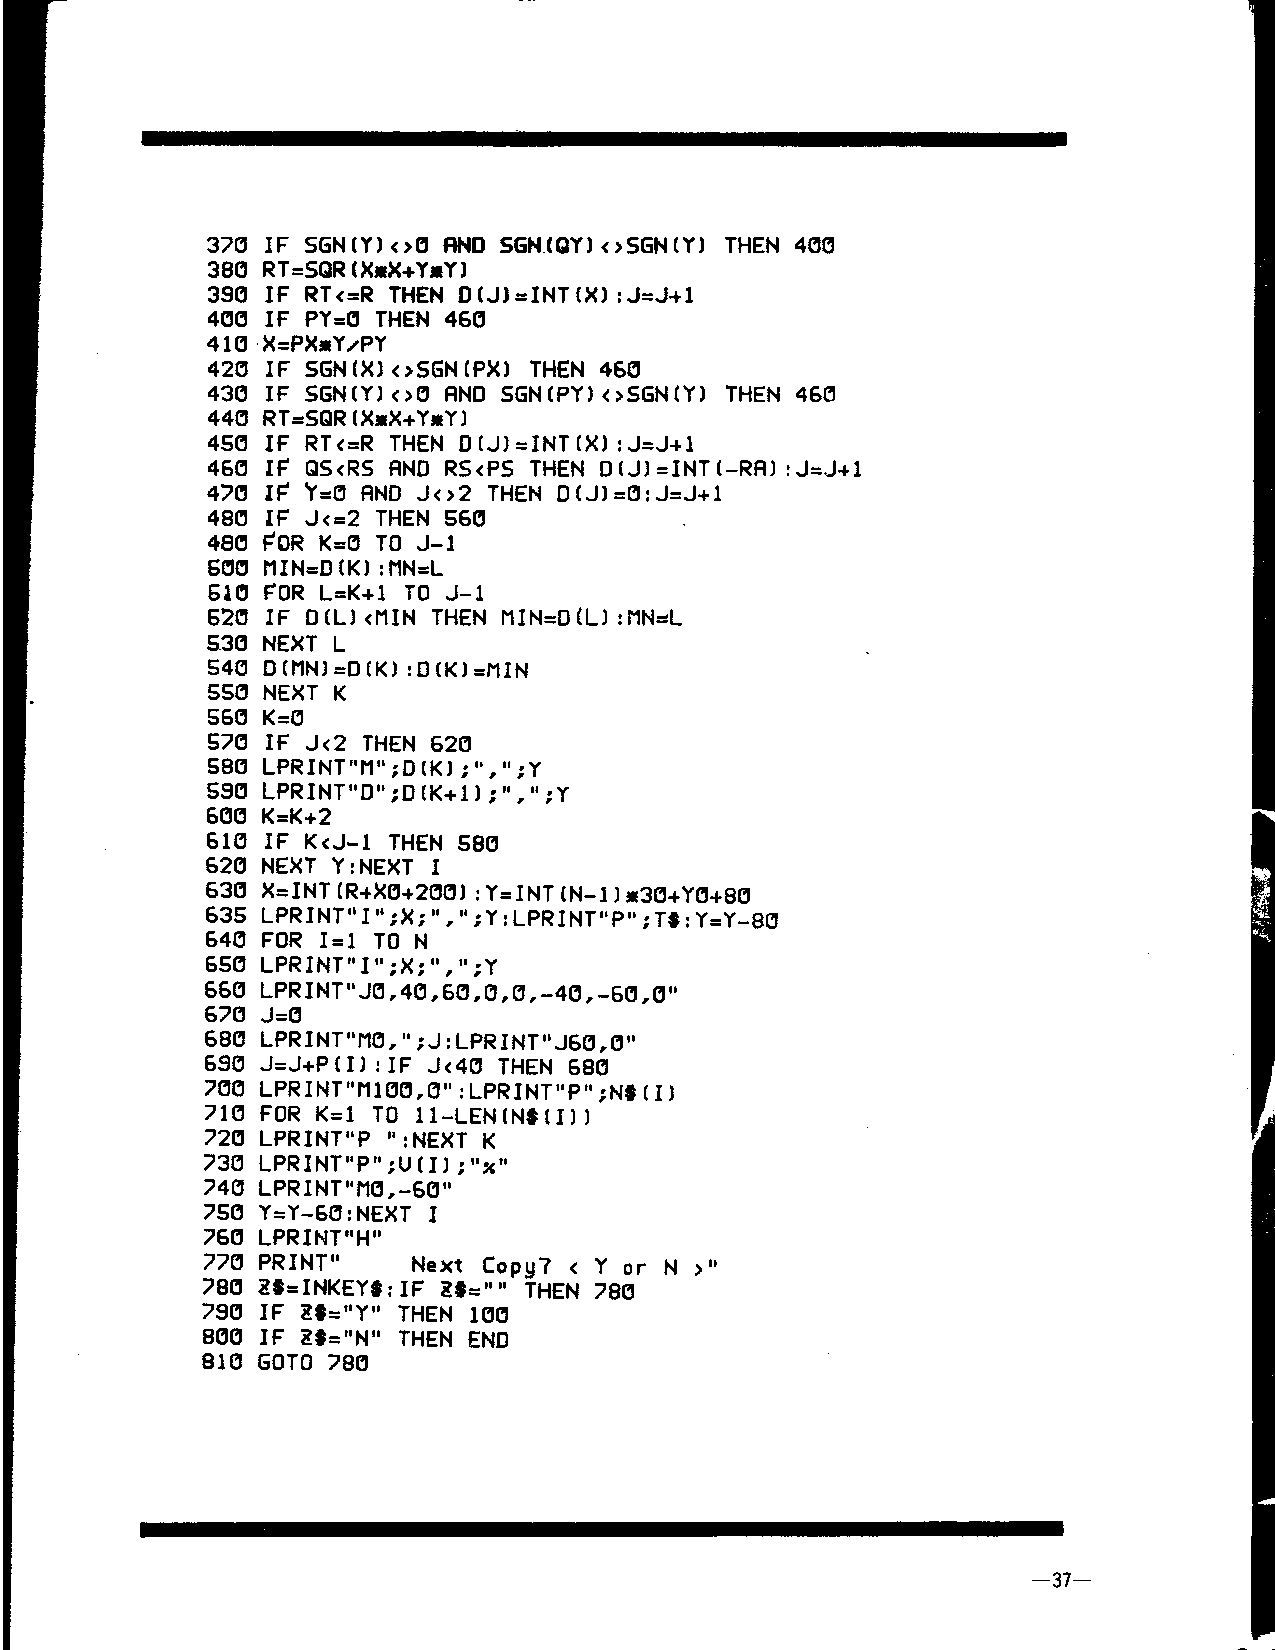 370 IF SGN(Y)<>0 AND SGN(QY)<>SGN(Y) THEN 400
380 RT=SQR(X*X+Y*Y)
390 IF RT<=R THEN D(J)=INT(X):J=J+1
400 IF PY=0 THEN 460
410 X=PX*Y/PY
420 IF SGN(X)<>SGN(PX) THEN 460
430 IF SGN(Y)<>0 AND SGN(PY)<>SGN(Y) THEN 460
440 RT=SQR(X*X+Y*Y)
450 IF RT<=R THEN D(J)=INT(X):J=J+1
460 IF QS<RS AND RS<PS THEN D(J)=INT(-RA):J=J+1
470 IF Y=0 AND J<>2 THEN D(J)=0:J=J+1
480 IF J<=2 THEN 560
480 FOR K=0 TO J-1
500 MIN=D(K):MN=L
510 FOR L=K+1 TO J-1
520 IF D(L)<MIN THEN MIN=D(L):MN=L
530 NEXT L
540 D(MN)=D(K):D(K)=MIN
550 NEXT K
560 K=0
570 IF J<2 THEN 620
580 LPRINT"M";D(K);",";Y
590 LPRINT"D";D(K+1);",";Y
600 K=K+2
610 IF K<J-1 THEN 580
620 NEXT Y:NEXT I
630 X=INT(R+X0+200):Y=INT(N-1)*30+Y0+80
635 LPRINT"I";X;",";Y:LPRINT"P";T$:Y=Y-80
640 FOR I=1 TO N
650 LPRINT"I";X;",";Y
660 LPRINT"J0,40,60,0,0,-40,-60,0"
670 J=0
680 LPRINT"M0,";J:LPRINT"J60,0"
690 J=J+P(I):IF J<40 THEN 680
700 LPRINT"M100,0":LPRINT"P";N$(I)
710 FOR K=1 TO 11-LEN(N$(I))
720 LPRINT"P ":NEXT K
730 LPRINT"P";U(I);"%"
740 LPRINT"M0,-60"
750 Y=Y-60:NEXT I
760 LPRINT"H"
770 PRINT"     Next Copy? < Y or N >"
780 Z$=INKEY$:IF Z$="" THEN 780
790 IF Z$="Y" THEN 100
800 IF Z$="N" THEN END
810 GOTO 780
—37—